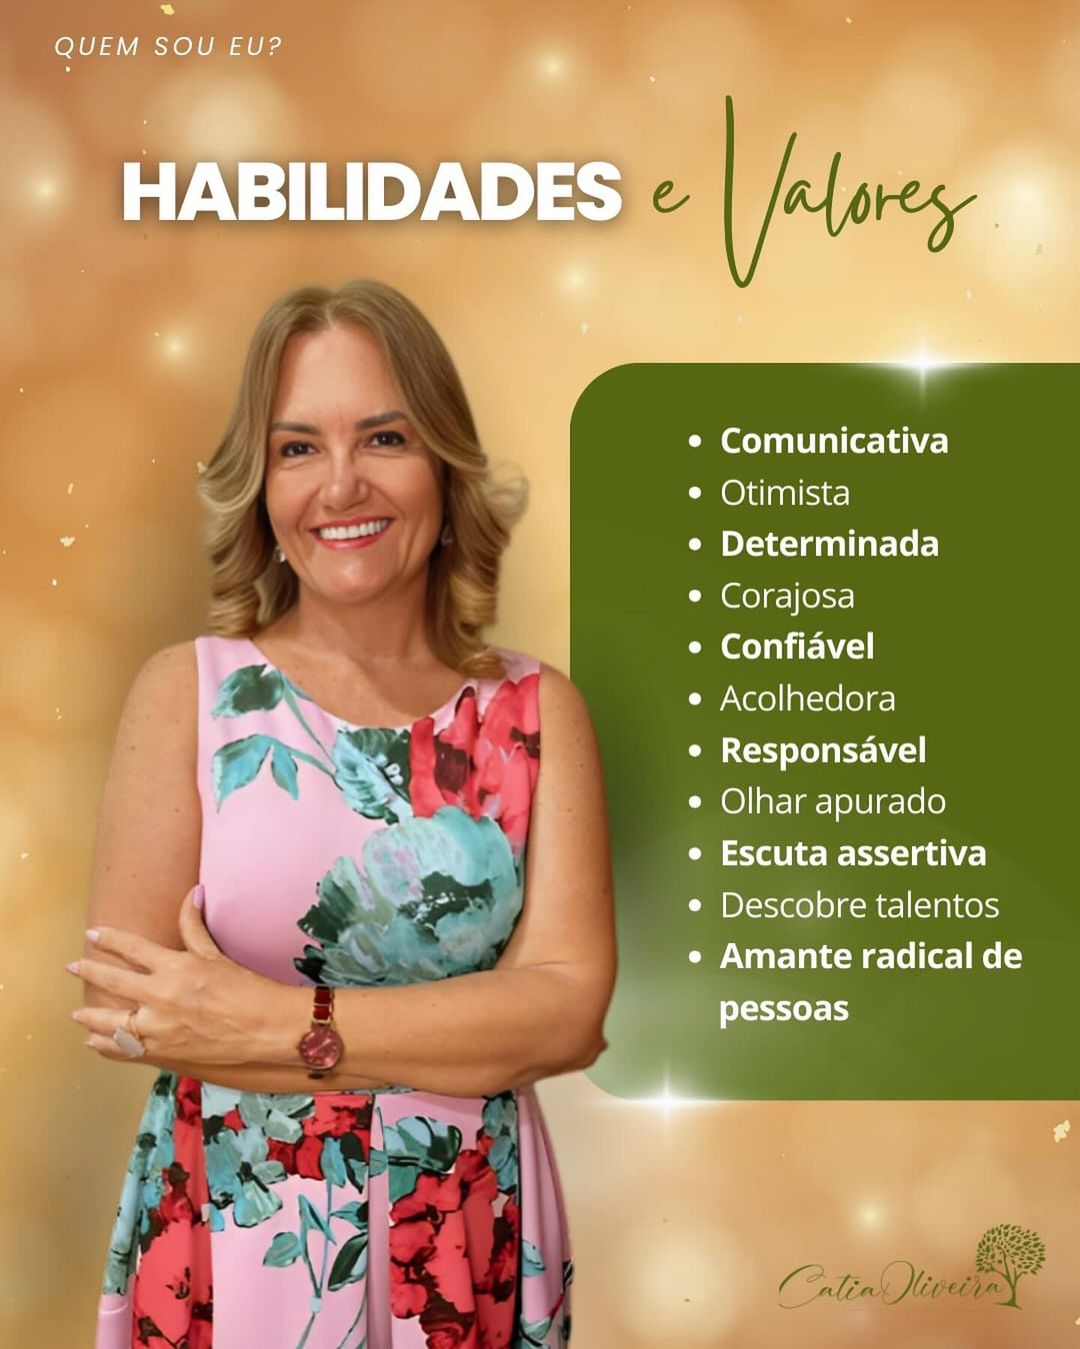 QUEM SOU EU?
HABILIDADES e Valores
• Comunicativa
• Otimista
• Determinada
• Corajosa
• Confiável
• Acolhedora
• Responsável
• Olhar apurado
• Escuta assertiva
• Descobre talentos
• Amante radical de
pessoas
Catia Oliveira